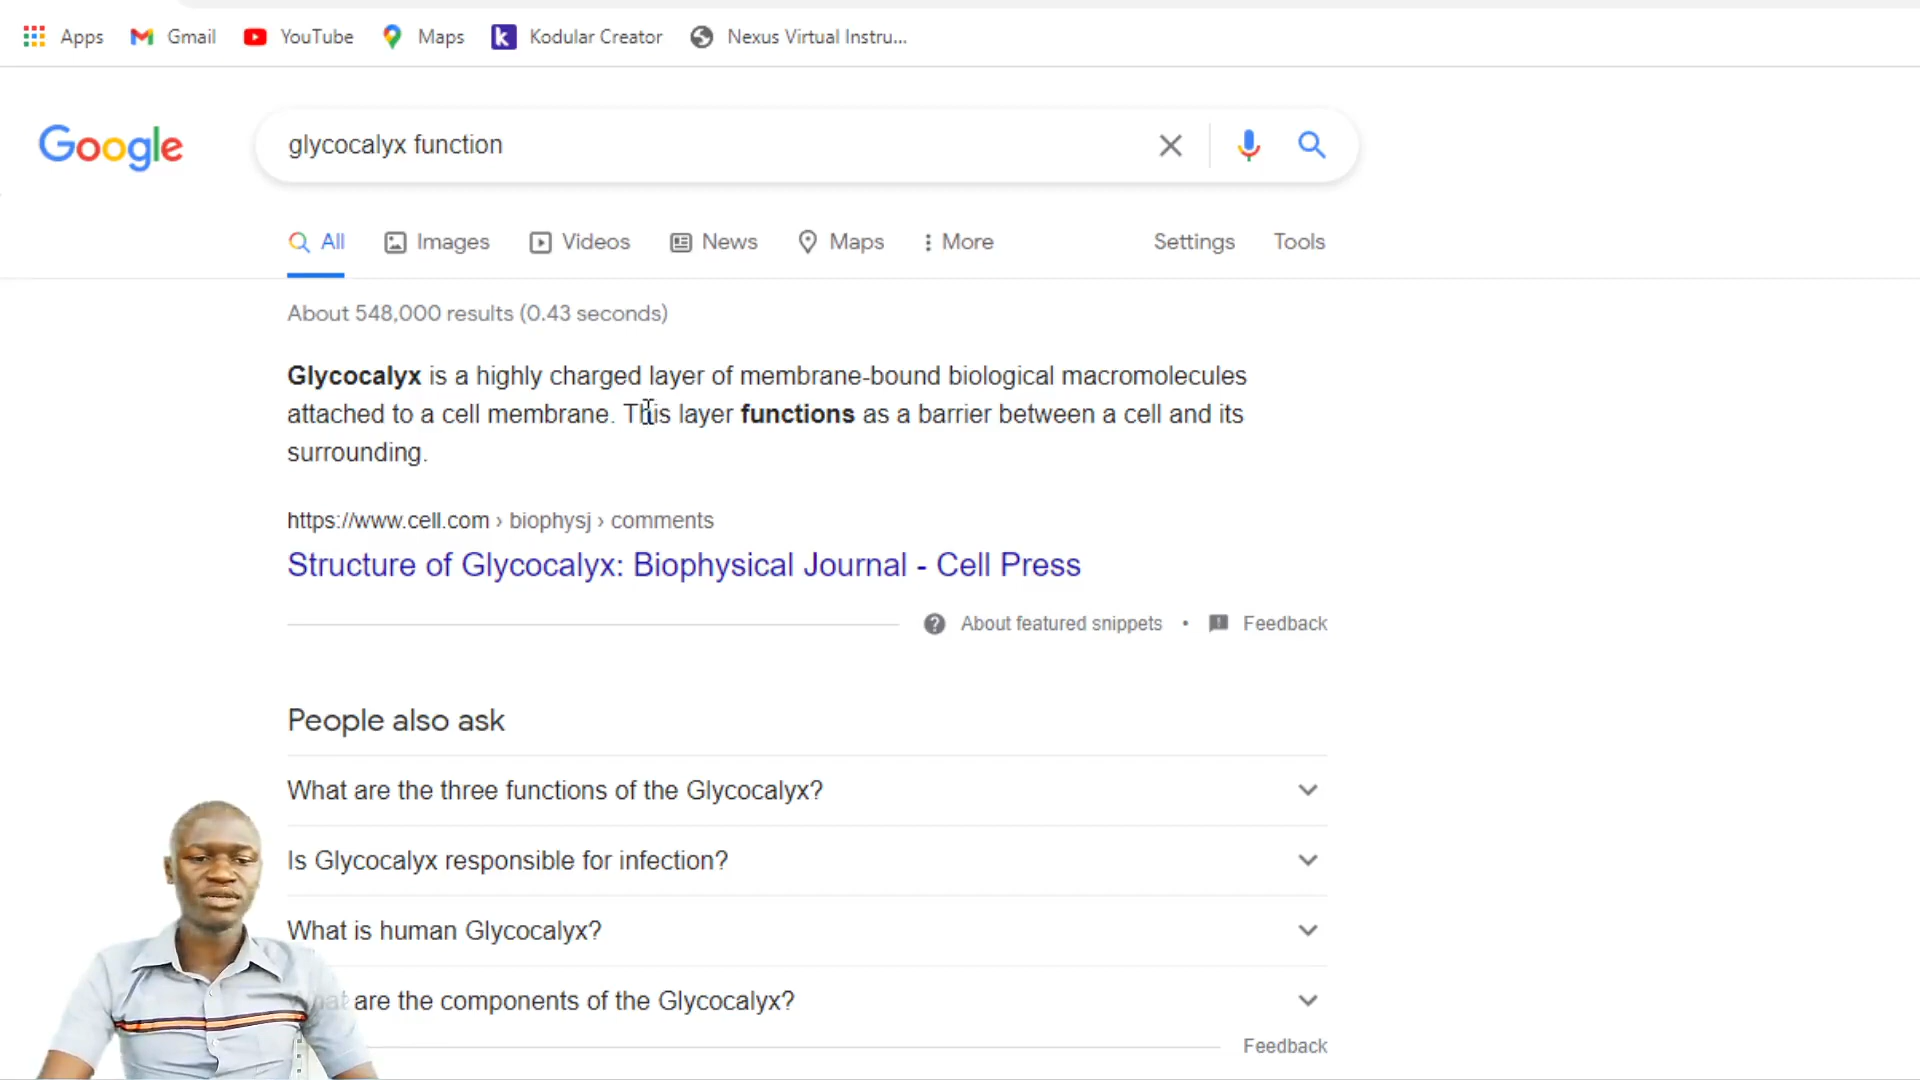 Apps Gmail YouTube Maps Kodular Creator Nexus Virtual Instru...
Google glycocalyx function
All Images Videos News Maps More Settings Tools
About 548,000 results (0.43 seconds)
Glycocalyx is a highly charged layer of membrane-bound biological macromolecules
attached to a cell membrane. This layer functions as a barrier between a cell and its
surrounding.
https://www.cell.com › biophysj › comments
Structure of Glycocalyx: Biophysical Journal - Cell Press
About featured snippets • Feedback
People also ask
What are the three functions of the Glycocalyx?
Is Glycocalyx responsible for infection?
What is human Glycocalyx?
What are the components of the Glycocalyx?
Feedback